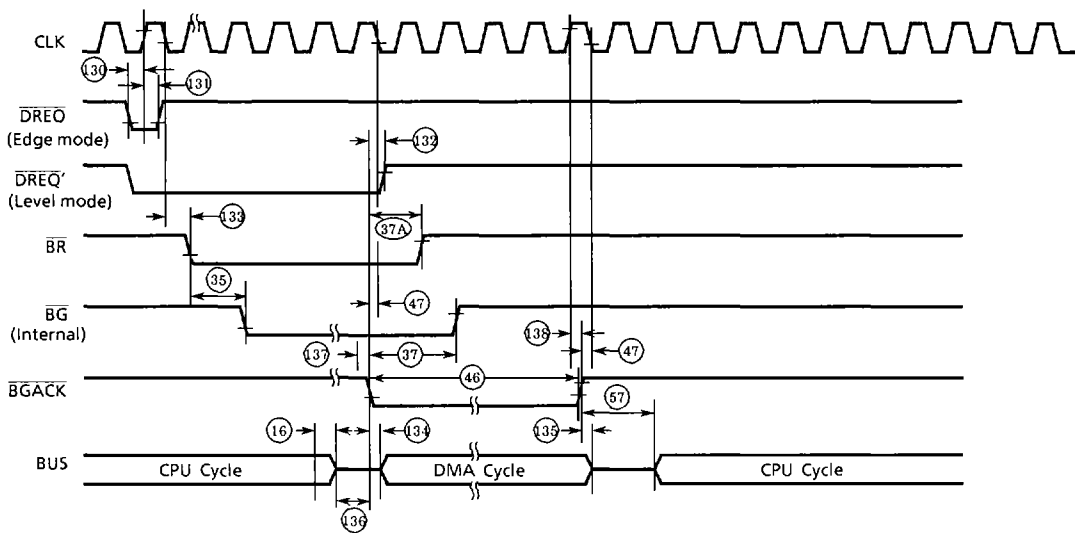 CLK
130
131
DREQ
(Edge mode)
132
DREQ'
(Level mode)
133
37A
BR
35
47
BG
(Internal)
138
47
137
37
BGACK
46
57
16
134
135
BUS
CPU Cycle
DMA Cycle
CPU Cycle
136